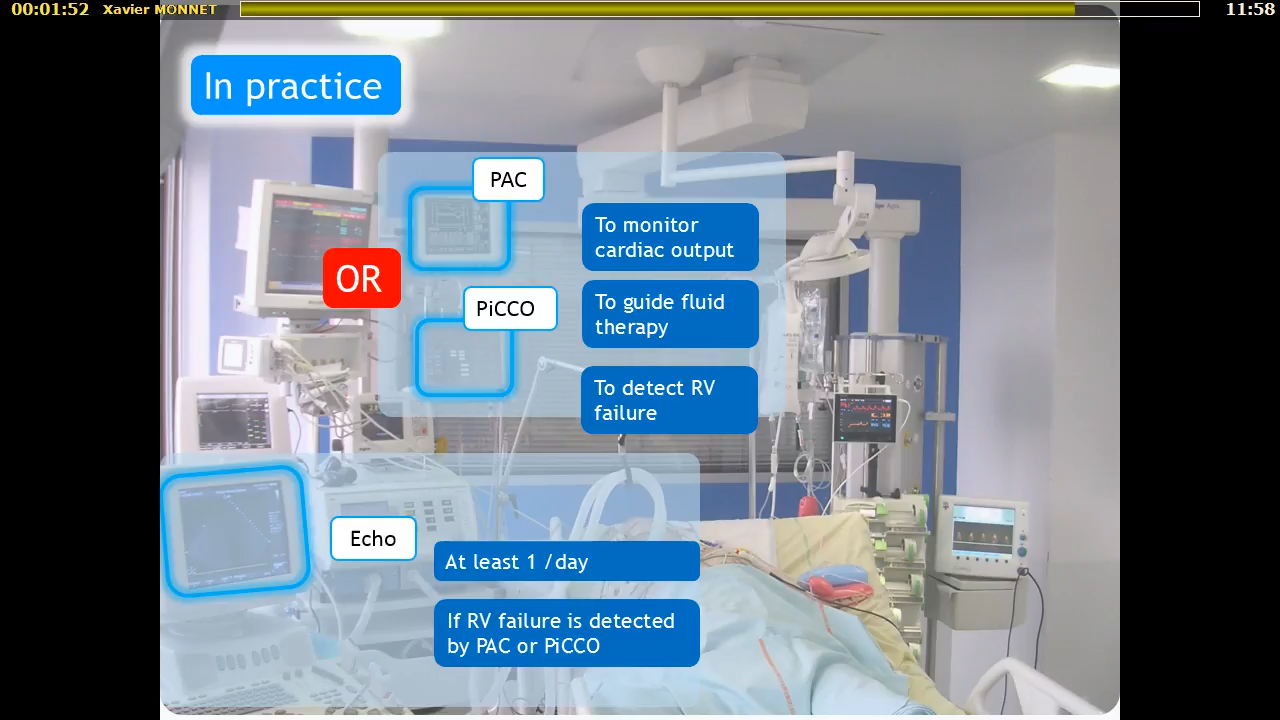 00:01:52 Xavier MONNET 11:58
In practice
PAC
To monitor
cardiac output
OR
To guide fluid
therapy
PiCCO
To detect RV
failure
Echo
At least 1 /day
If RV failure is detected
by PAC or PiCCO